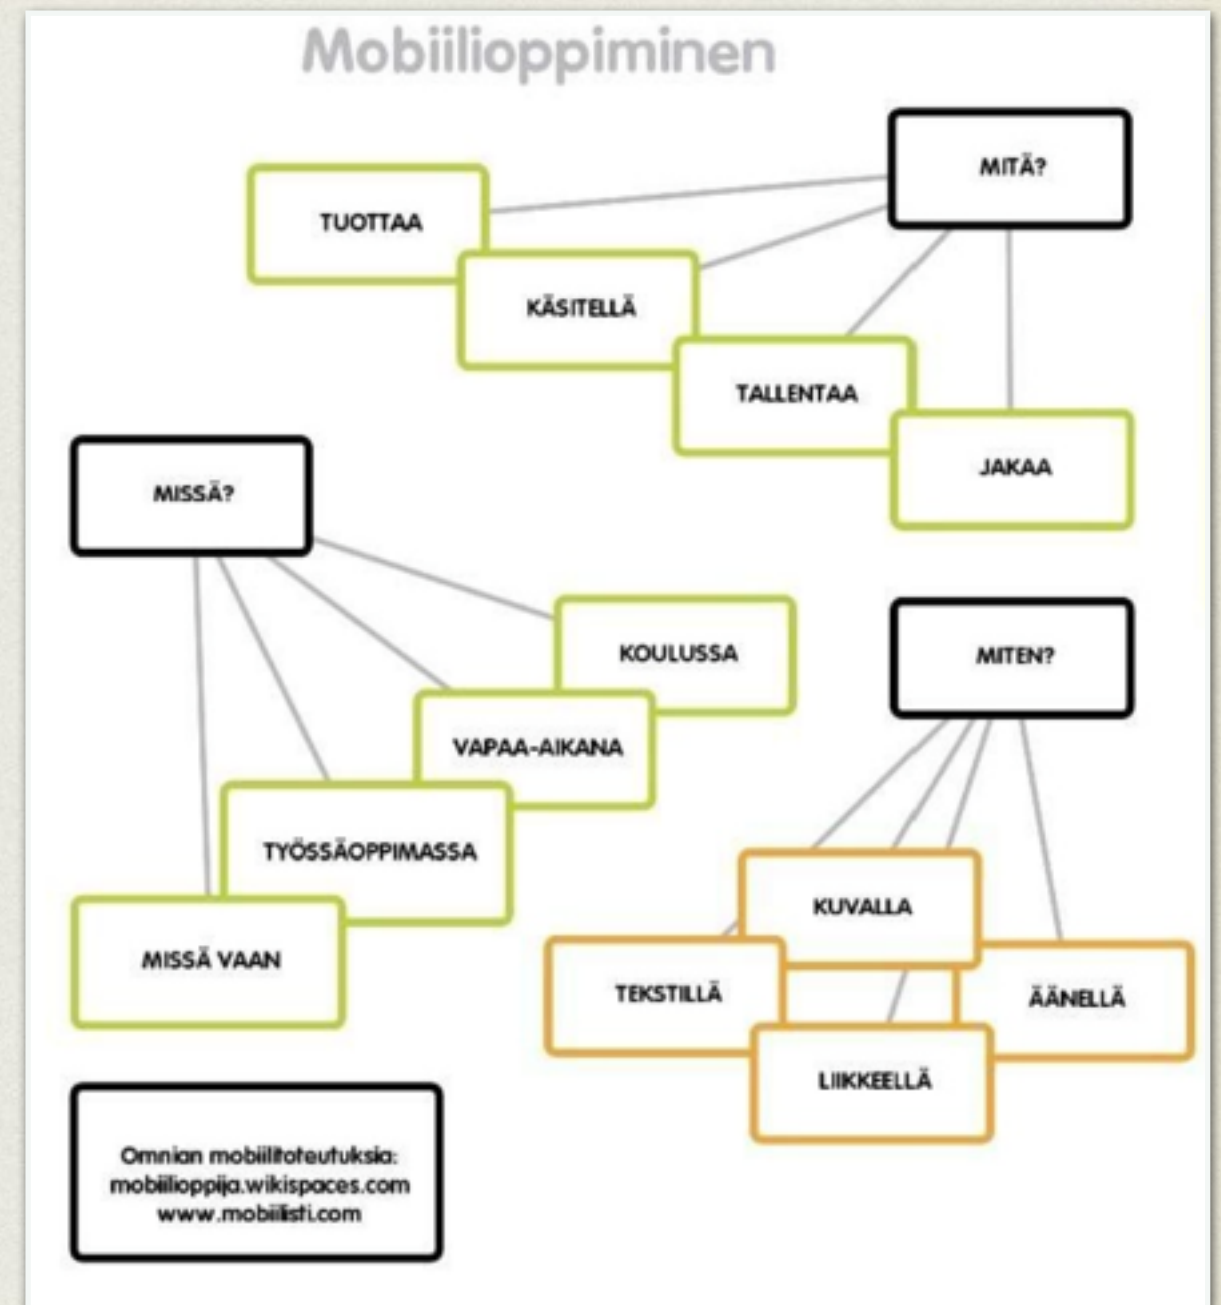 Mobiilioppiminen
MITÄ?
TUOTTAA
KÄSITELLÄ
TALLENTAA
JAKAA
MISSÄ?
KOULUSSA
VAPAA-AIKANA
TYÖSSÄOPPIMASSA
MISSÄ VAAN
MITEN?
KUVALLA
TEKSTILLÄ
ÄÄNELLÄ
LIIKKEELLÄ
Omnian mobiilitoteutuksia:
mobiilioppija.wikispaces.com
www.mobiilisti.com